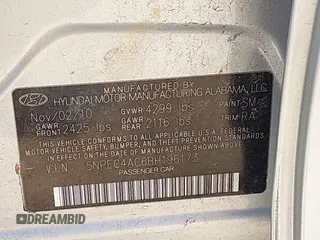 MANUFACTURED BY
HYUNDAI MOTOR MANUFACTURING ALABAMA, LLC
Nov/02/10 GVWR 4299 lbs PAINT SM
GAWR FRONT 2425 lbs GAWR REAR 2116 lbs TRIM RA
THIS VEHICLE CONFORMS TO ALL APPLICABLE
FEDERAL MOTOR VEHICLE SAFETY, BUMPER, AND
THEFT PREVENTION STANDARDS IN EFFECT ON
THE DATE OF MANUFACTURE SHOWN ABOVE
V.I.N 5NPEC4AC6BH196173
PASSENGER CAR
DREAMBID